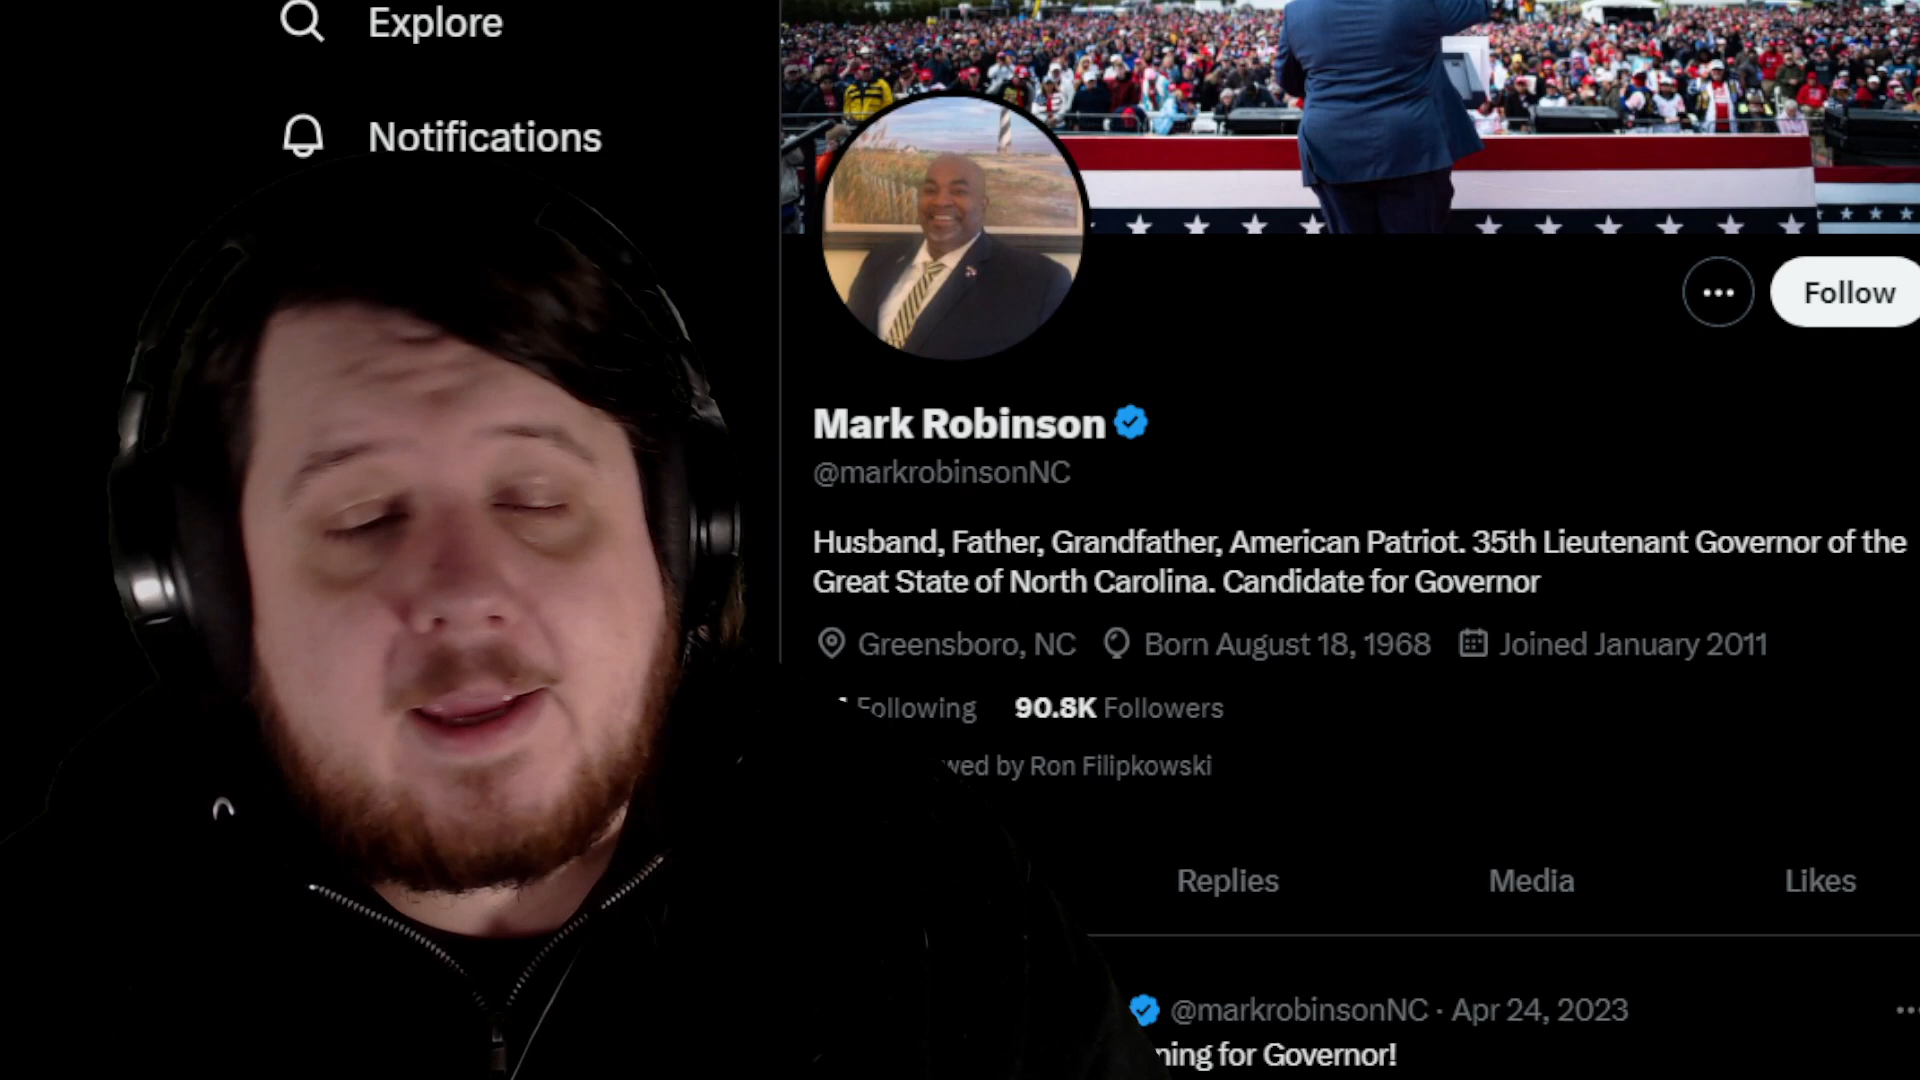 Explore
Notifications
Follow
Mark Robinson
@markrobinsonNC
Husband, Father, Grandfather, American Patriot. 35th Lieutenant Governor of the
Great State of North Carolina. Candidate for Governor
Greensboro, NC Born August 18, 1968 Joined January 2011
Following 90.8K Followers
by Ron Filipkowski
Replies Media Likes
@markrobinsonNC · Apr 24, 2023
for Governor!